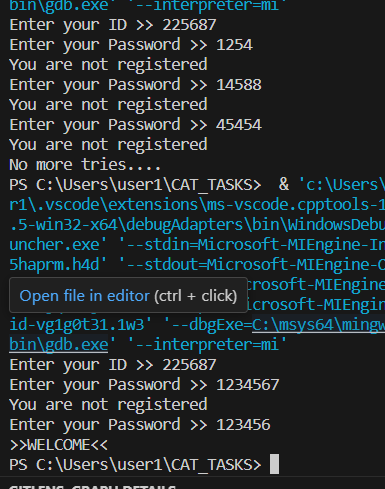 bin\gdb.exe' '--interpreter=mi'
Enter your ID >> 225687
Enter your Password >> 1254
You are not registered
Enter your Password >> 14588
You are not registered
Enter your Password >> 45454
You are not registered
No more tries....
PS C:\Users\user1\CAT_TASKS>  & 'c:\Users\
r1\.vscode\extensions\ms-vscode.cpptools-1
.5-win32-x64\debugAdapters\bin\WindowsDebu
uncher.exe' '--stdin=Microsoft-MIEngine-In
5haprm.h4d' '--stdout=Microsoft-MIEngine-O
Open file in editor (ctrl + click)
icrosoft-MIEngine-
icrosoft-MIEngine-
id-vg1g0t31.1w3' '--dbgExe=C:\msys64\mingw
bin\gdb.exe' '--interpreter=mi'
Enter your ID >> 225687
Enter your Password >> 1234567
You are not registered
Enter your Password >> 123456
>>WELCOME<<
PS C:\Users\user1\CAT_TASKS>